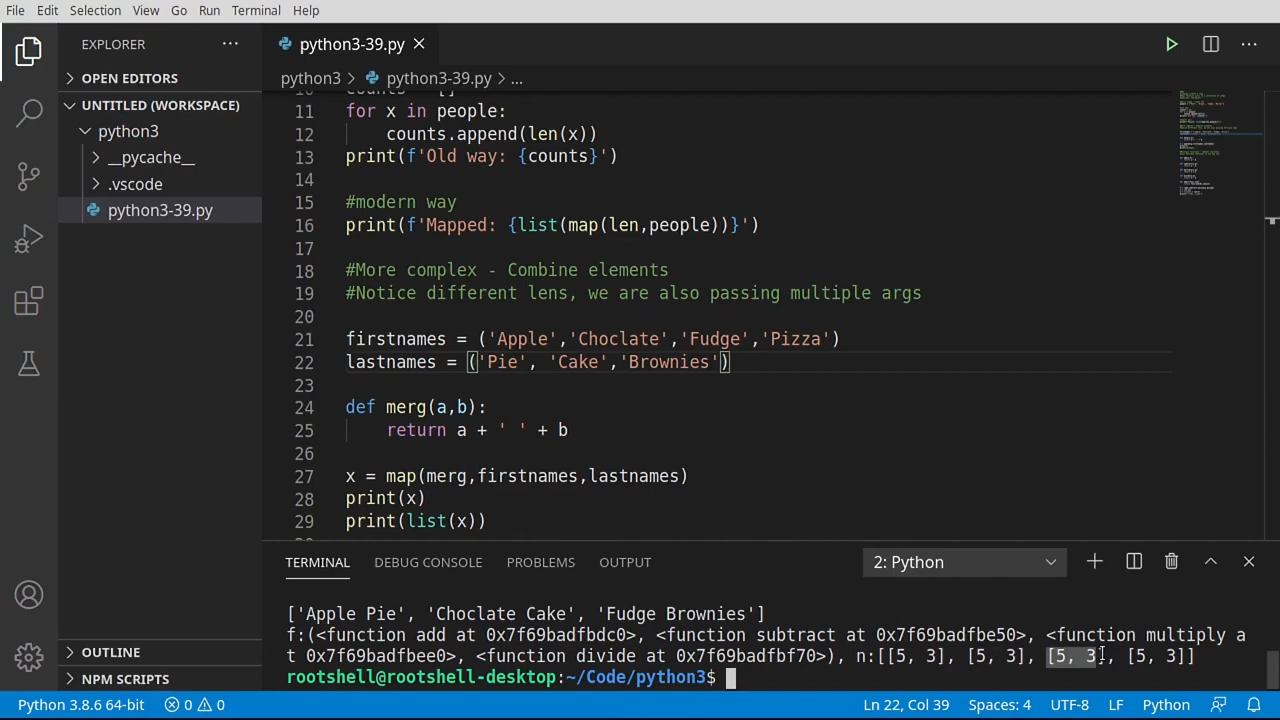 File Edit Selection View Go Run Terminal Help
EXPLORER
python3-39.py
OPEN EDITORS
python3 > python3-39.py > ...
UNTITLED (WORKSPACE)
python3
__pycache__
.vscode
python3-39.py
10 counts = []
11 for x in people:
12 counts.append(len(x))
13 print(f'Old way: {counts}')
14
15 #modern way
16 print(f'Mapped: {list(map(len,people))}')
17
18 #More complex - Combine elements
19 #Notice different lens, we are also passing multiple args
20
21 firstnames = ('Apple','Choclate','Fudge','Pizza')
22 lastnames = ('Pie', 'Cake','Brownies')
23
24 def merg(a,b):
25 return a + ' ' + b
26
27 x = map(merg,firstnames,lastnames)
28 print(x)
29 print(list(x))
TERMINAL DEBUG CONSOLE PROBLEMS OUTPUT 2: Python
['Apple Pie', 'Choclate Cake', 'Fudge Brownies']
f:(<function add at 0x7f69badfbdc0>, <function subtract at 0x7f69badfbe50>, <function multiply a
t 0x7f69badfbee0>, <function divide at 0x7f69badfbf70>), n:[[5, 3], [5, 3], [5, 3], [5, 3]]
rootshell@rootshell-desktop:~/Code/python3$
OUTLINE
NPM SCRIPTS
Python 3.8.6 64-bit 0 0 Ln 22, Col 39 Spaces: 4 UTF-8 LF Python